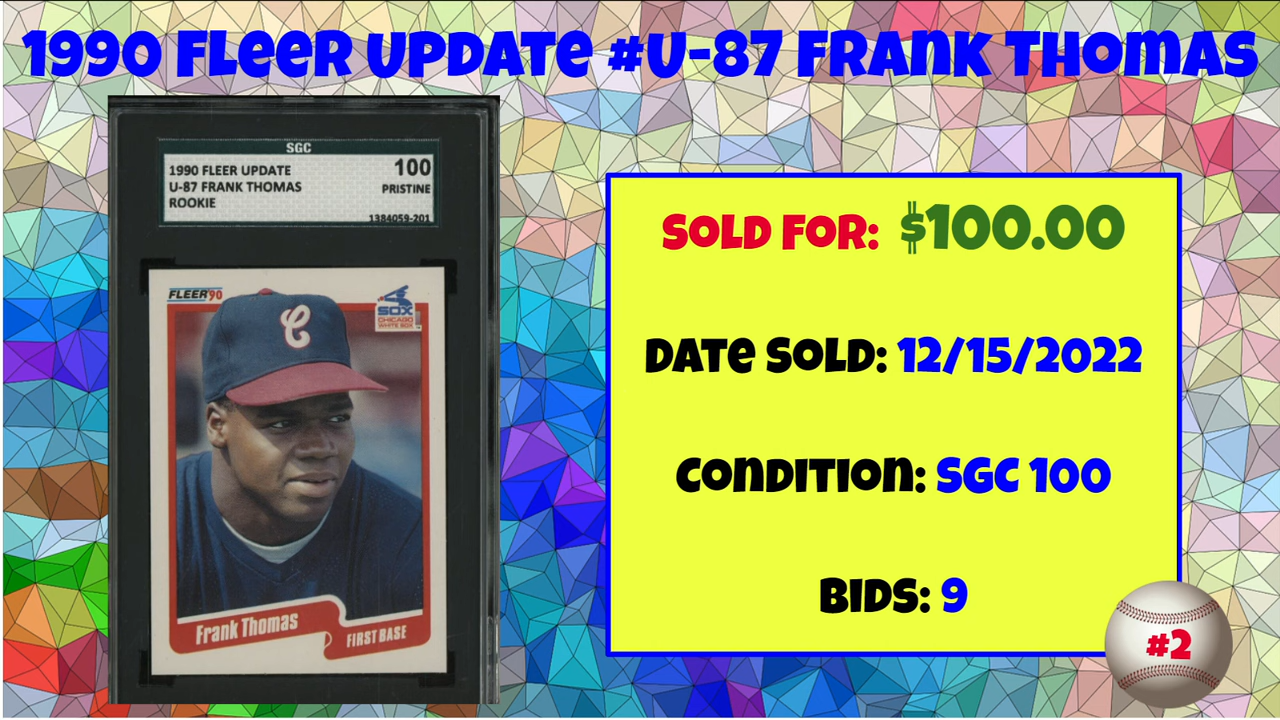 1990 FLeeR UPDATe #U-87 FRANK THOMAS
SGC
1990 FLEER UPDATE
U-87 FRANK THOMAS
ROOKIE
100
PRISTINE
1384059-201
FLEER'90
SOX
CHICAGO
WHITE SOX
C
Frank Thomas
FIRST BASE
SOLD FOR: $100.00
DATe SOLD: 12/15/2022
CONDITION: SGC 100
BIDS: 9
#2